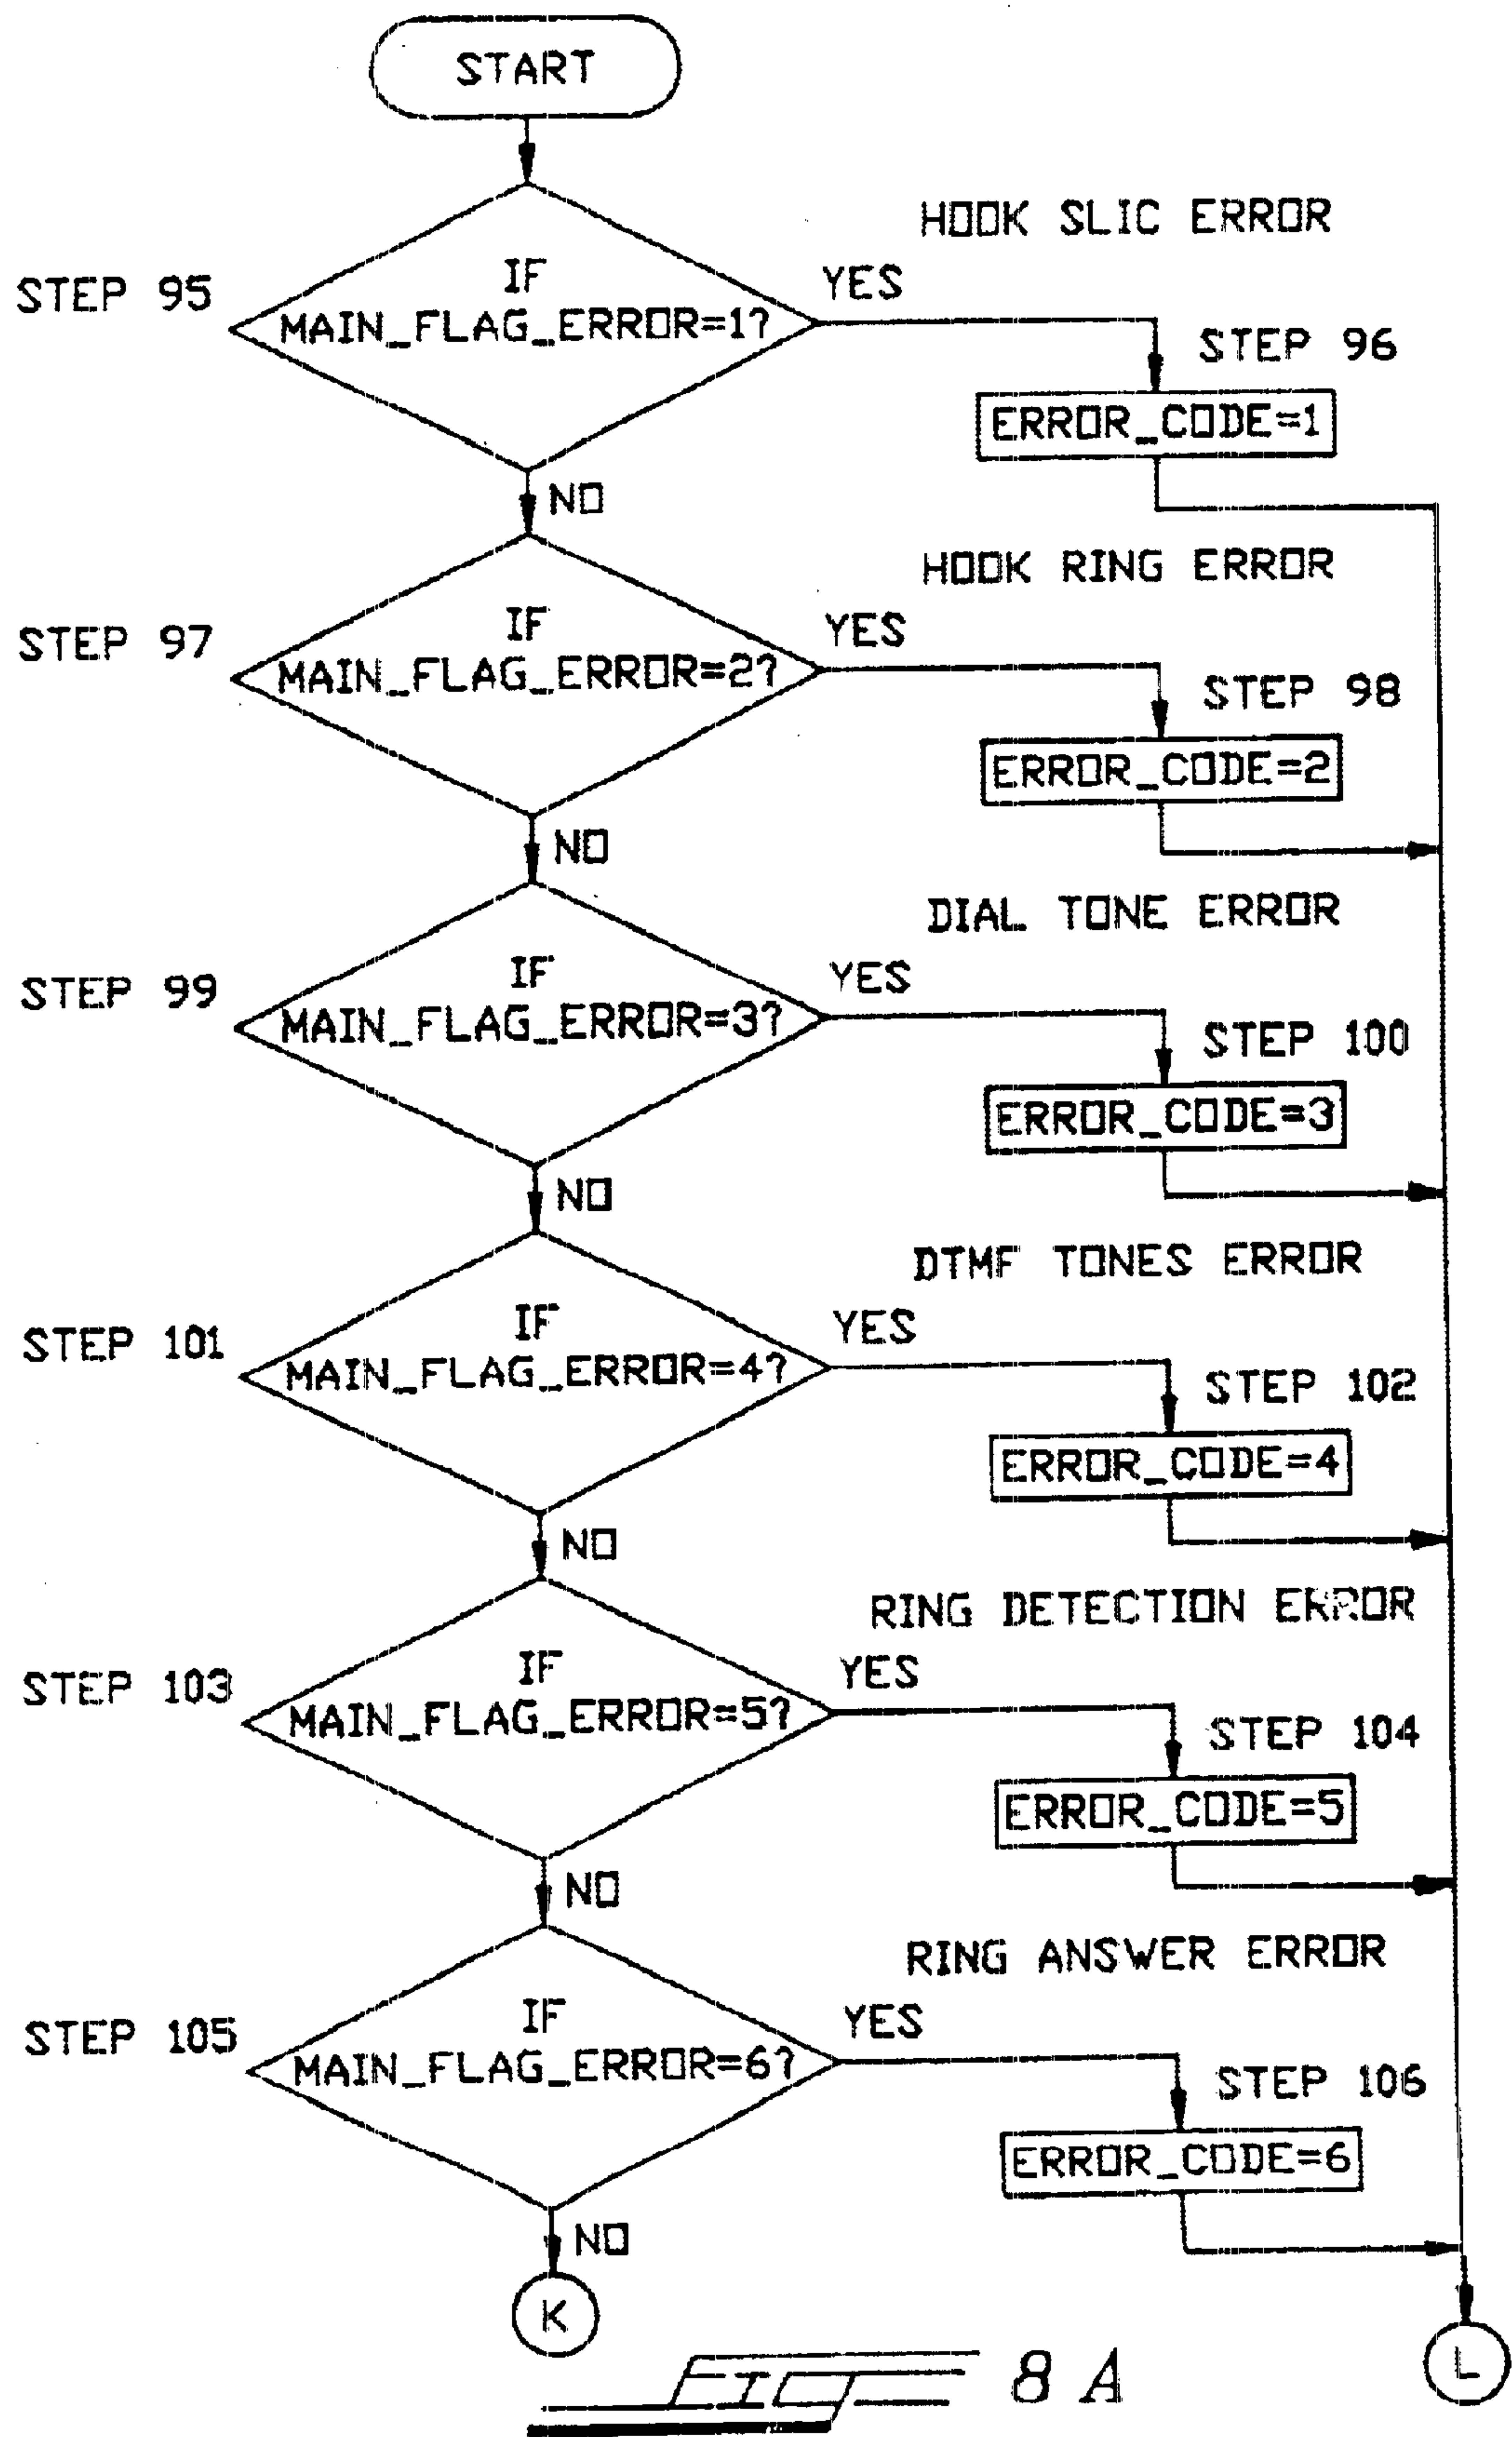 START
HOOK SLIC ERROR
STEP 95
IF
MAIN_FLAG_ERROR=1?
YES
STEP 96
ERROR_CODE=1
NO
HOOK RING ERROR
STEP 97
IF
MAIN_FLAG_ERROR=2?
YES
STEP 98
ERROR_CODE=2
NO
DIAL TONE ERROR
STEP 99
IF
MAIN_FLAG_ERROR=3?
YES
STEP 100
ERROR_CODE=3
NO
DTMF TONES ERROR
STEP 101
IF
MAIN_FLAG_ERROR=4?
YES
STEP 102
ERROR_CODE=4
NO
RING DETECTION ERROR
STEP 103
IF
MAIN_FLAG_ERROR=5?
YES
STEP 104
ERROR_CODE=5
NO
RING ANSWER ERROR
STEP 105
IF
MAIN_FLAG_ERROR=6?
YES
STEP 106
ERROR_CODE=6
NO
K
L
FIG 8 A